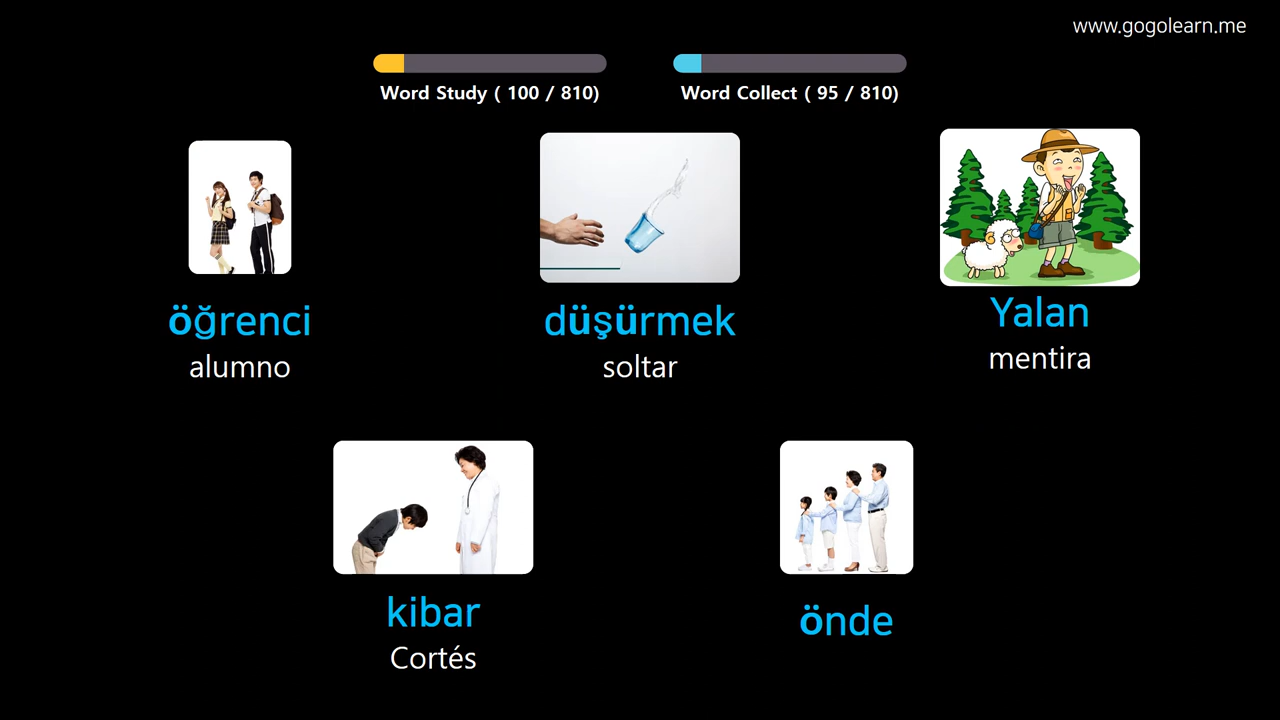 www.gogolearn.me
Word Study ( 100 / 810)
Word Collect ( 95 / 810)
öğrenci
alumno
düşürmek
soltar
Yalan
mentira
kibar
Cortés
önde